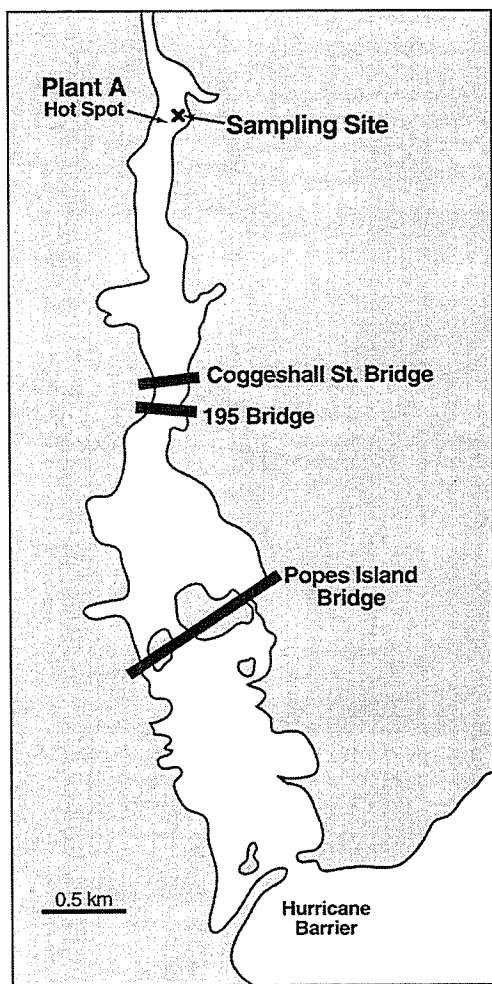 Plant A
Hot Spot
Sampling Site
Coggeshall St. Bridge
195 Bridge
Popes Island
Bridge
0.5 km
Hurricane
Barrier